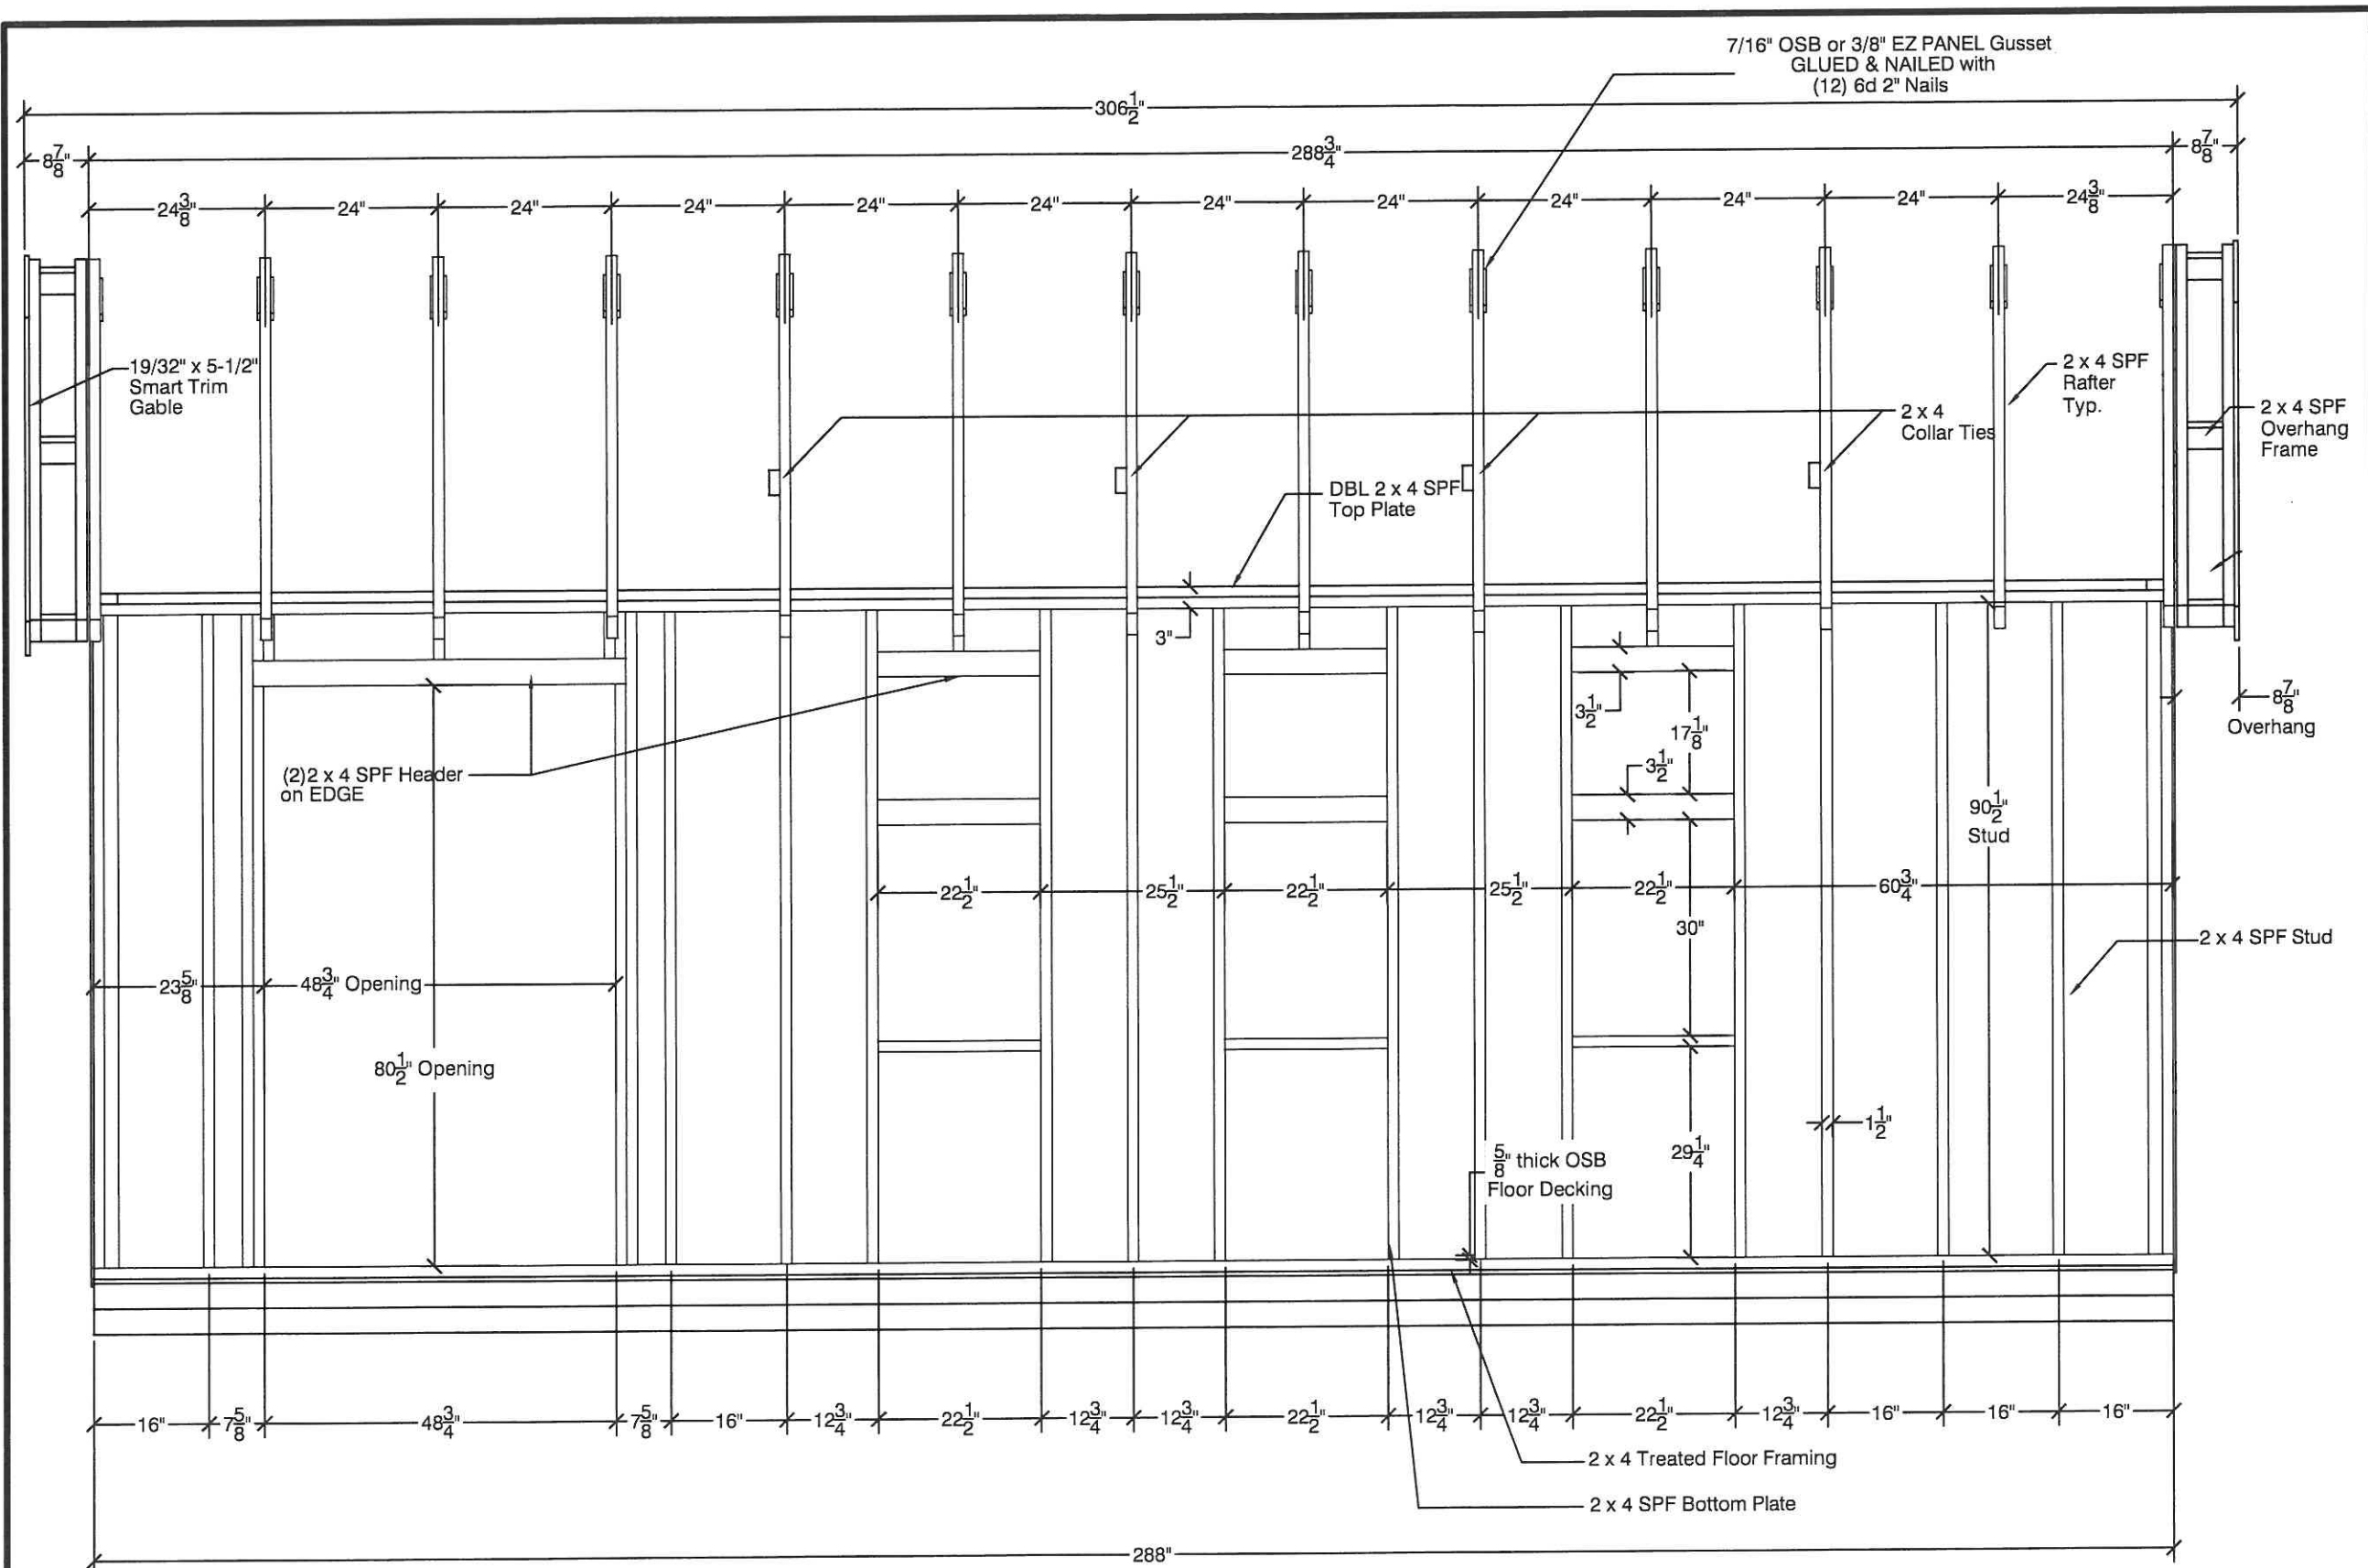 7/16" OSB or 3/8" EZ PANEL Gusset
GLUED & NAILED with
(12) 6d 2" Nails
306 1/2"
8 7/8"
288 3/4"
8 7/8"
24 3/8"
24"
24"
24"
24"
24"
24"
24"
24"
24"
24"
24 3/8"
19/32" x 5-1/2"
Smart Trim
Gable
2 x 4 SPF
Rafter
Typ.
2 x 4
Collar Ties
2 x 4 SPF
Overhang
Frame
DBL 2 x 4 SPF
Top Plate
3"
3 1/2"
17 1/8"
3 1/2"
8 7/8"
Overhang
(2)2 x 4 SPF Header
on EDGE
90 1/2"
Stud
22 1/2"
25 1/2"
22 1/2"
25 1/2"
22 1/2"
60 3/4"
30"
2 x 4 SPF Stud
23 5/8"
48 3/4" Opening
80 1/2" Opening
1 1/2"
29 1/4"
5/8" thick OSB
Floor Decking
16"
7 5/8"
48 3/4"
7 5/8"
16"
12 3/4"
22 1/2"
12 3/4"
12 3/4"
22 1/2"
12 3/4"
12 3/4"
22 1/2"
12 3/4"
16"
16"
16"
2 x 4 Treated Floor Framing
2 x 4 SPF Bottom Plate
288"